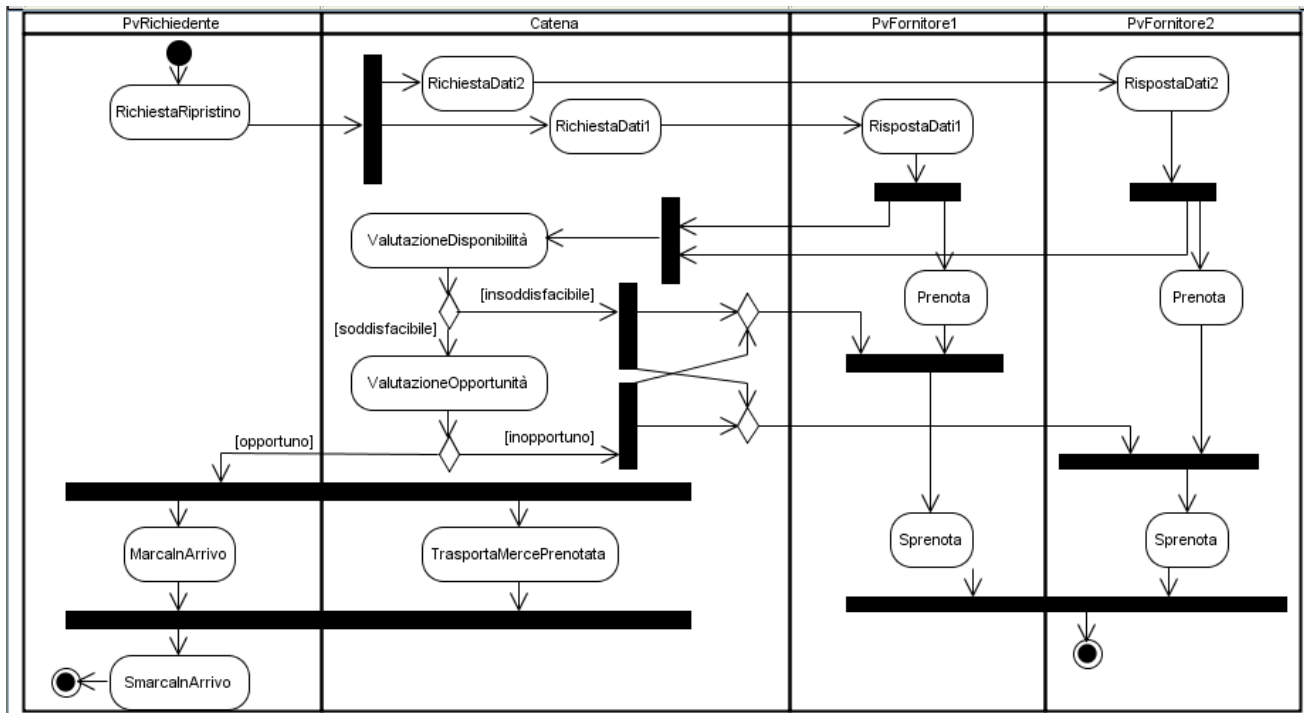 PvRichiedente
Catena
PvFornitore1
PvFornitore2
RichiestaRipristino
RichiestaDati2
RispostaDati2
RichiestaDati1
RispostaDati1
ValutazioneDisponibilità
[insoddisfacibile]
Prenota
Prenota
[soddisfacibile]
ValutazioneOpportunità
[opportuno]
[inopportuno]
MarcaInArrivo
TrasportaMercePrenotata
Sprenota
Sprenota
SmarcaInArrivo